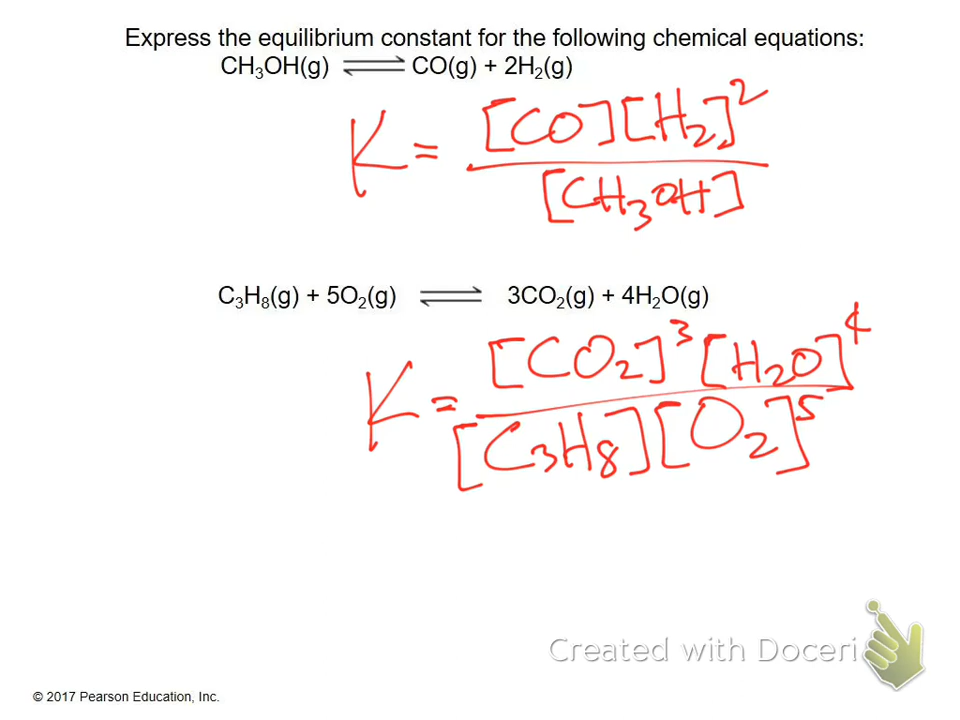 Express the equilibrium constant for the following chemical equations:
CH₃OH(g) ⇌ CO(g) + 2H₂(g)
[CO][H₂]²
K =
[CH₃OH]
C₃H₈(g) + 5O₂(g) ⇌ 3CO₂(g) + 4H₂O(g)
[CO₂]³[H₂O]⁴
K =
[C₃H₈][O₂]⁵
Created with Doceri
© 2017 Pearson Education, Inc.